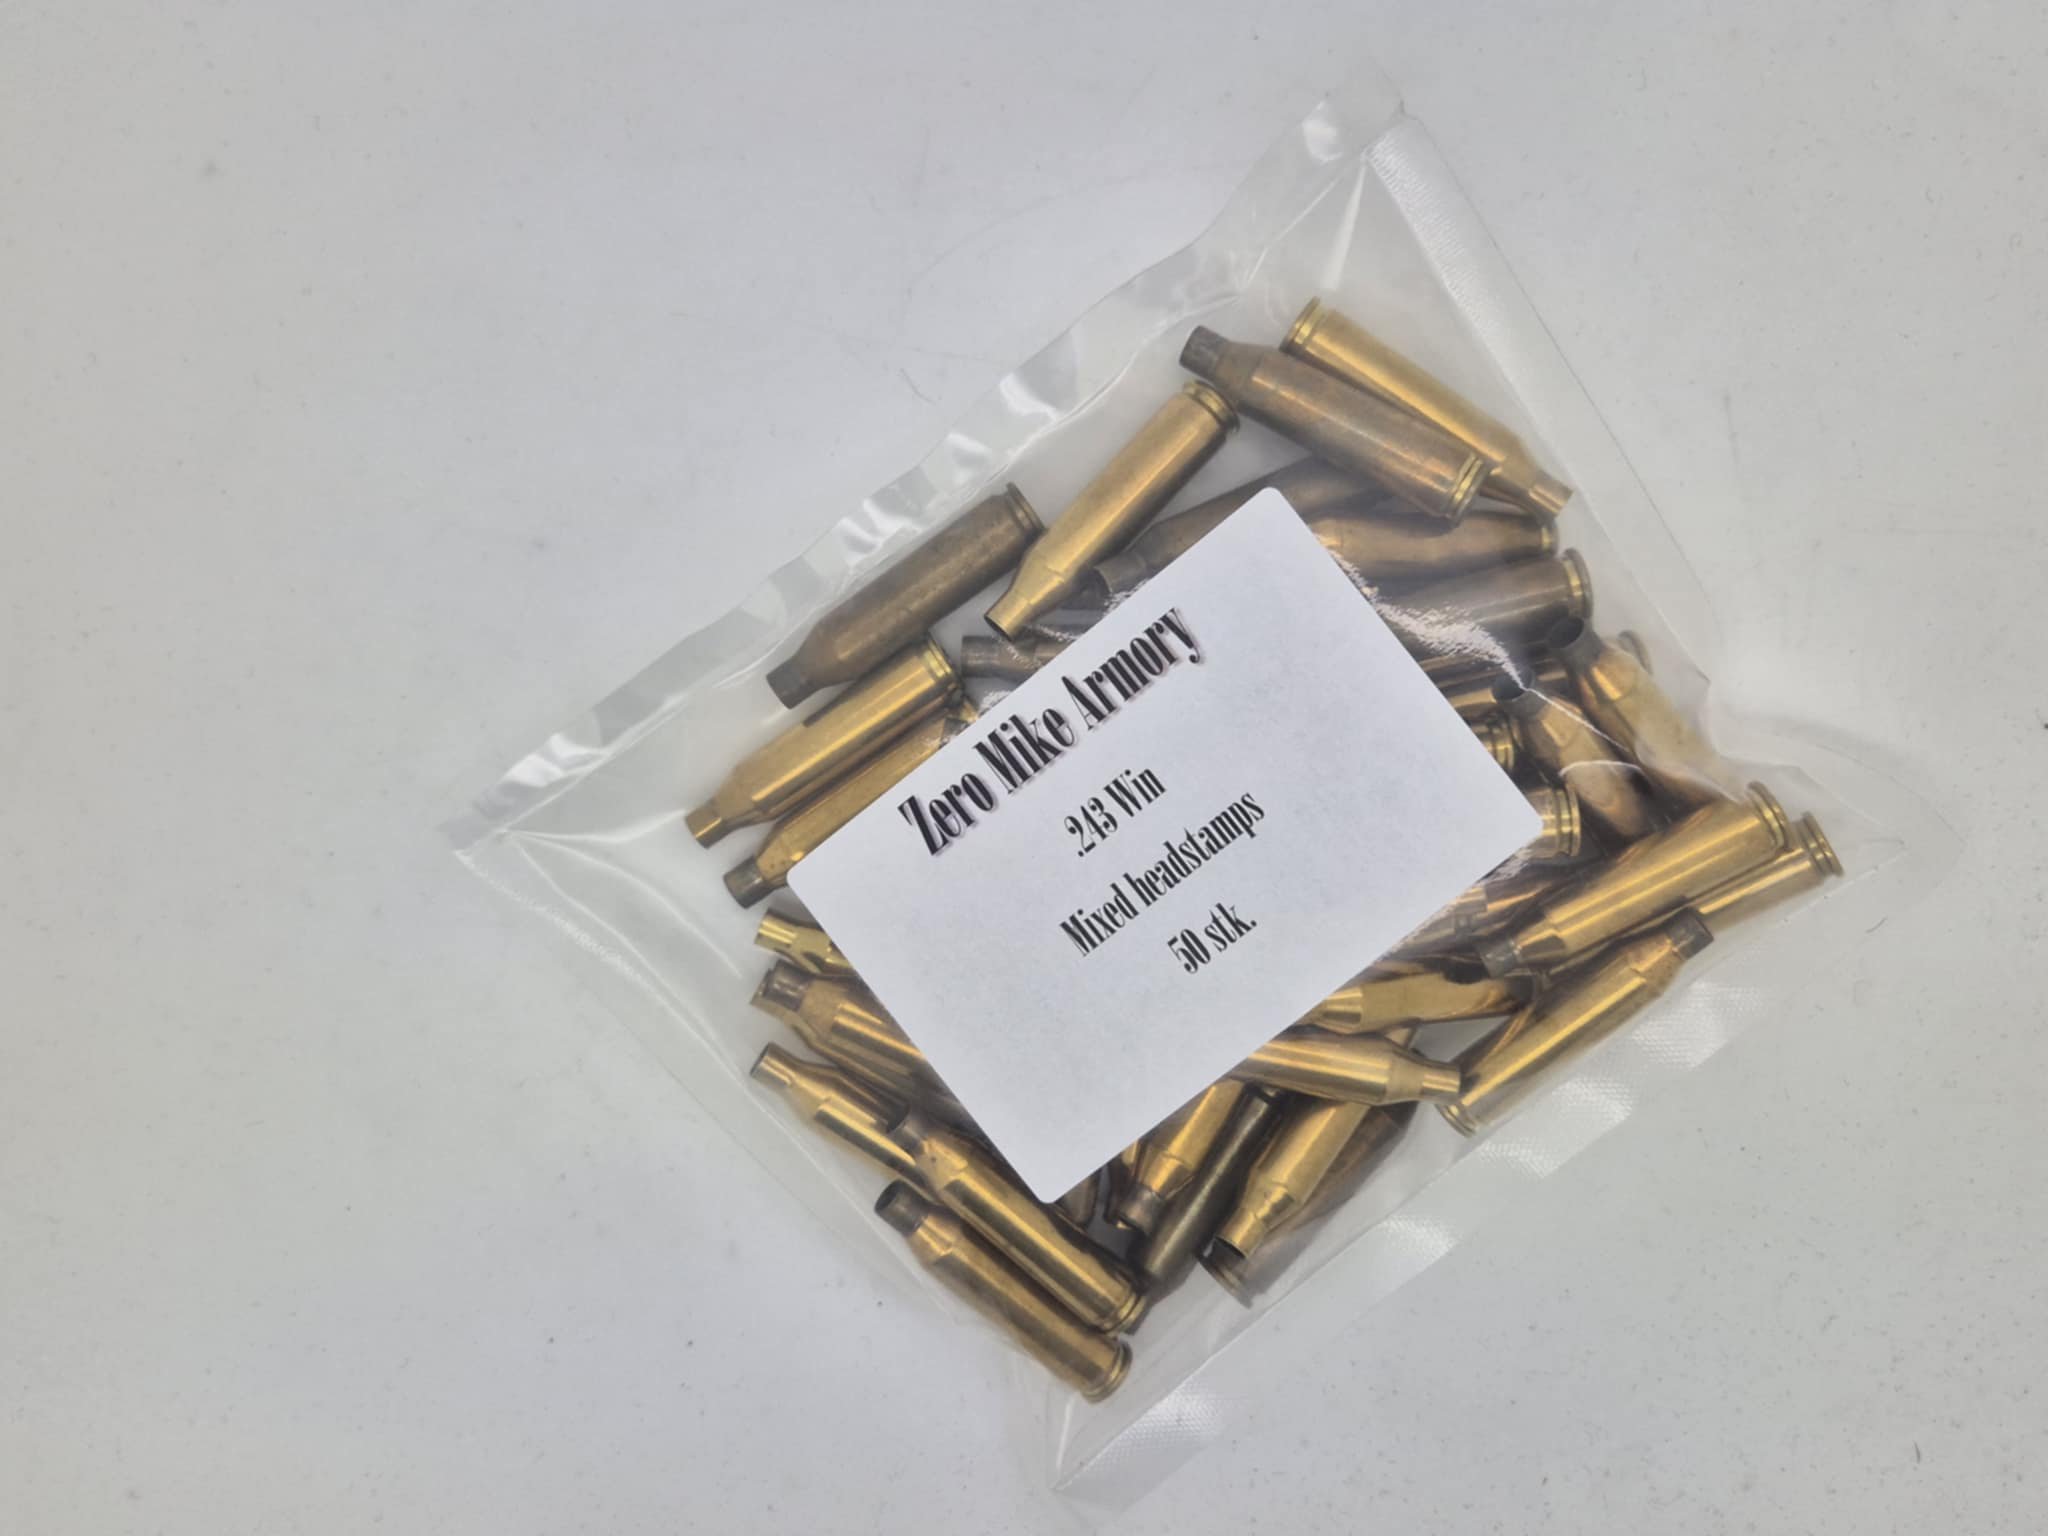 Zero Mike Armory
.243 Win
Mixed headstamps
50 stk.